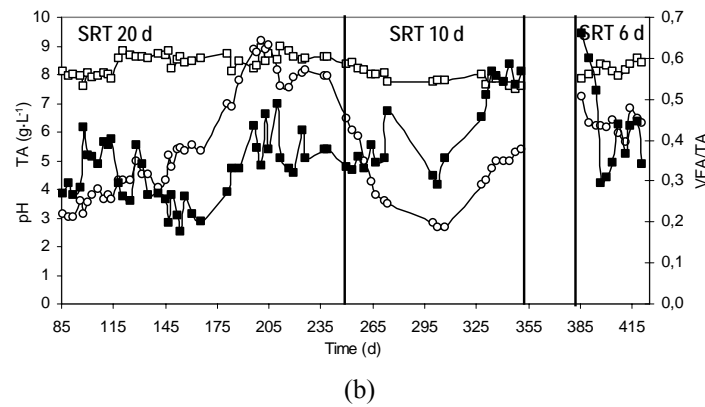 SRT 20 d SRT 10 d SRT 6 d
10 0,7
9
8 0,6
7 0,5
6
5 0,4
4 0,3
3 0,2
2
1 0,1
0 0,0
pH TA (g·L-1)
VFA/TA
85 115 145 175 205 235 265 295 325 355 385 415
Time (d)
(b)